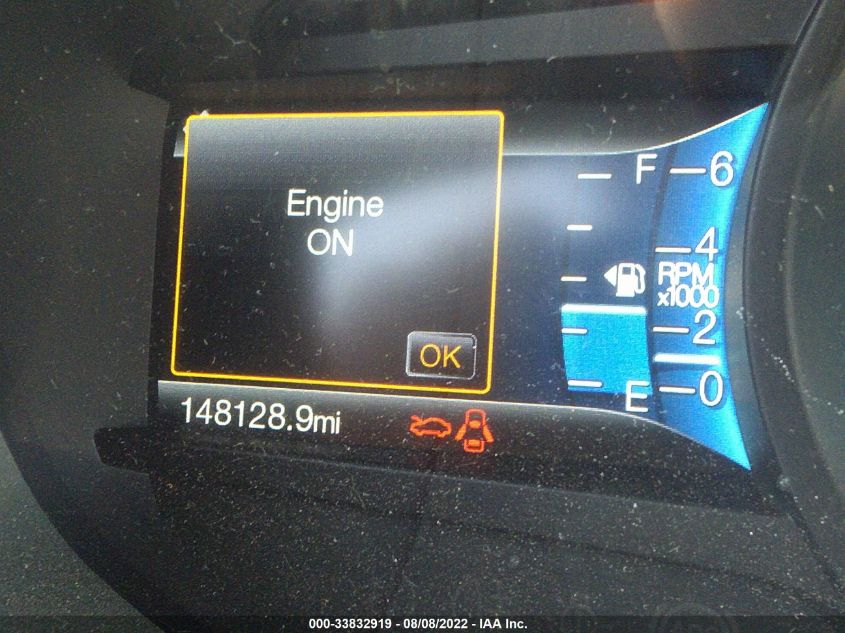 Engine
ON
OK
148128.9mi
F
E
6
4
RPM
x1000
2
0
000-33832919 - 08/08/2022 - IAA Inc.